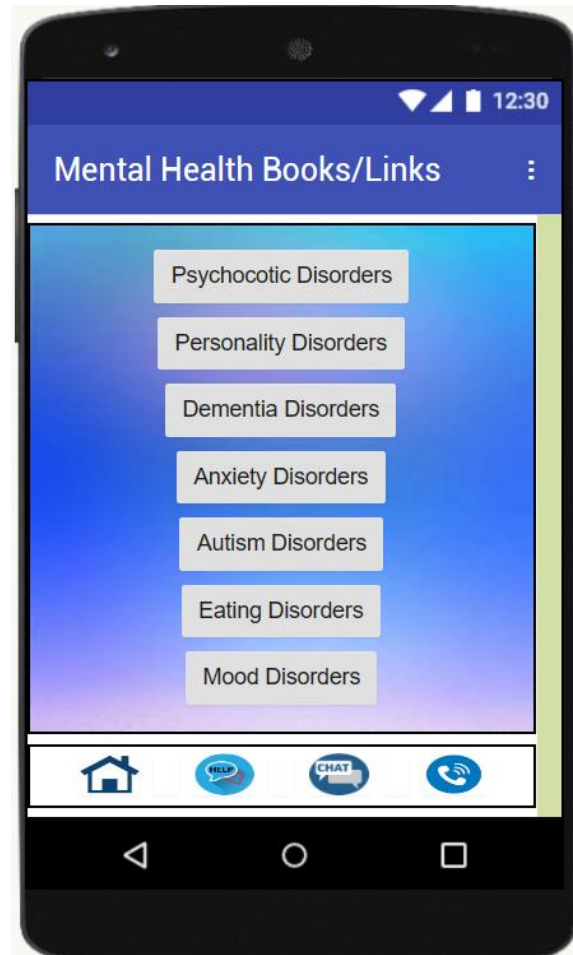 12:30
Mental Health Books/Links
Psychocotic Disorders
Personality Disorders
Dementia Disorders
Anxiety Disorders
Autism Disorders
Eating Disorders
Mood Disorders
HELP
CHAT